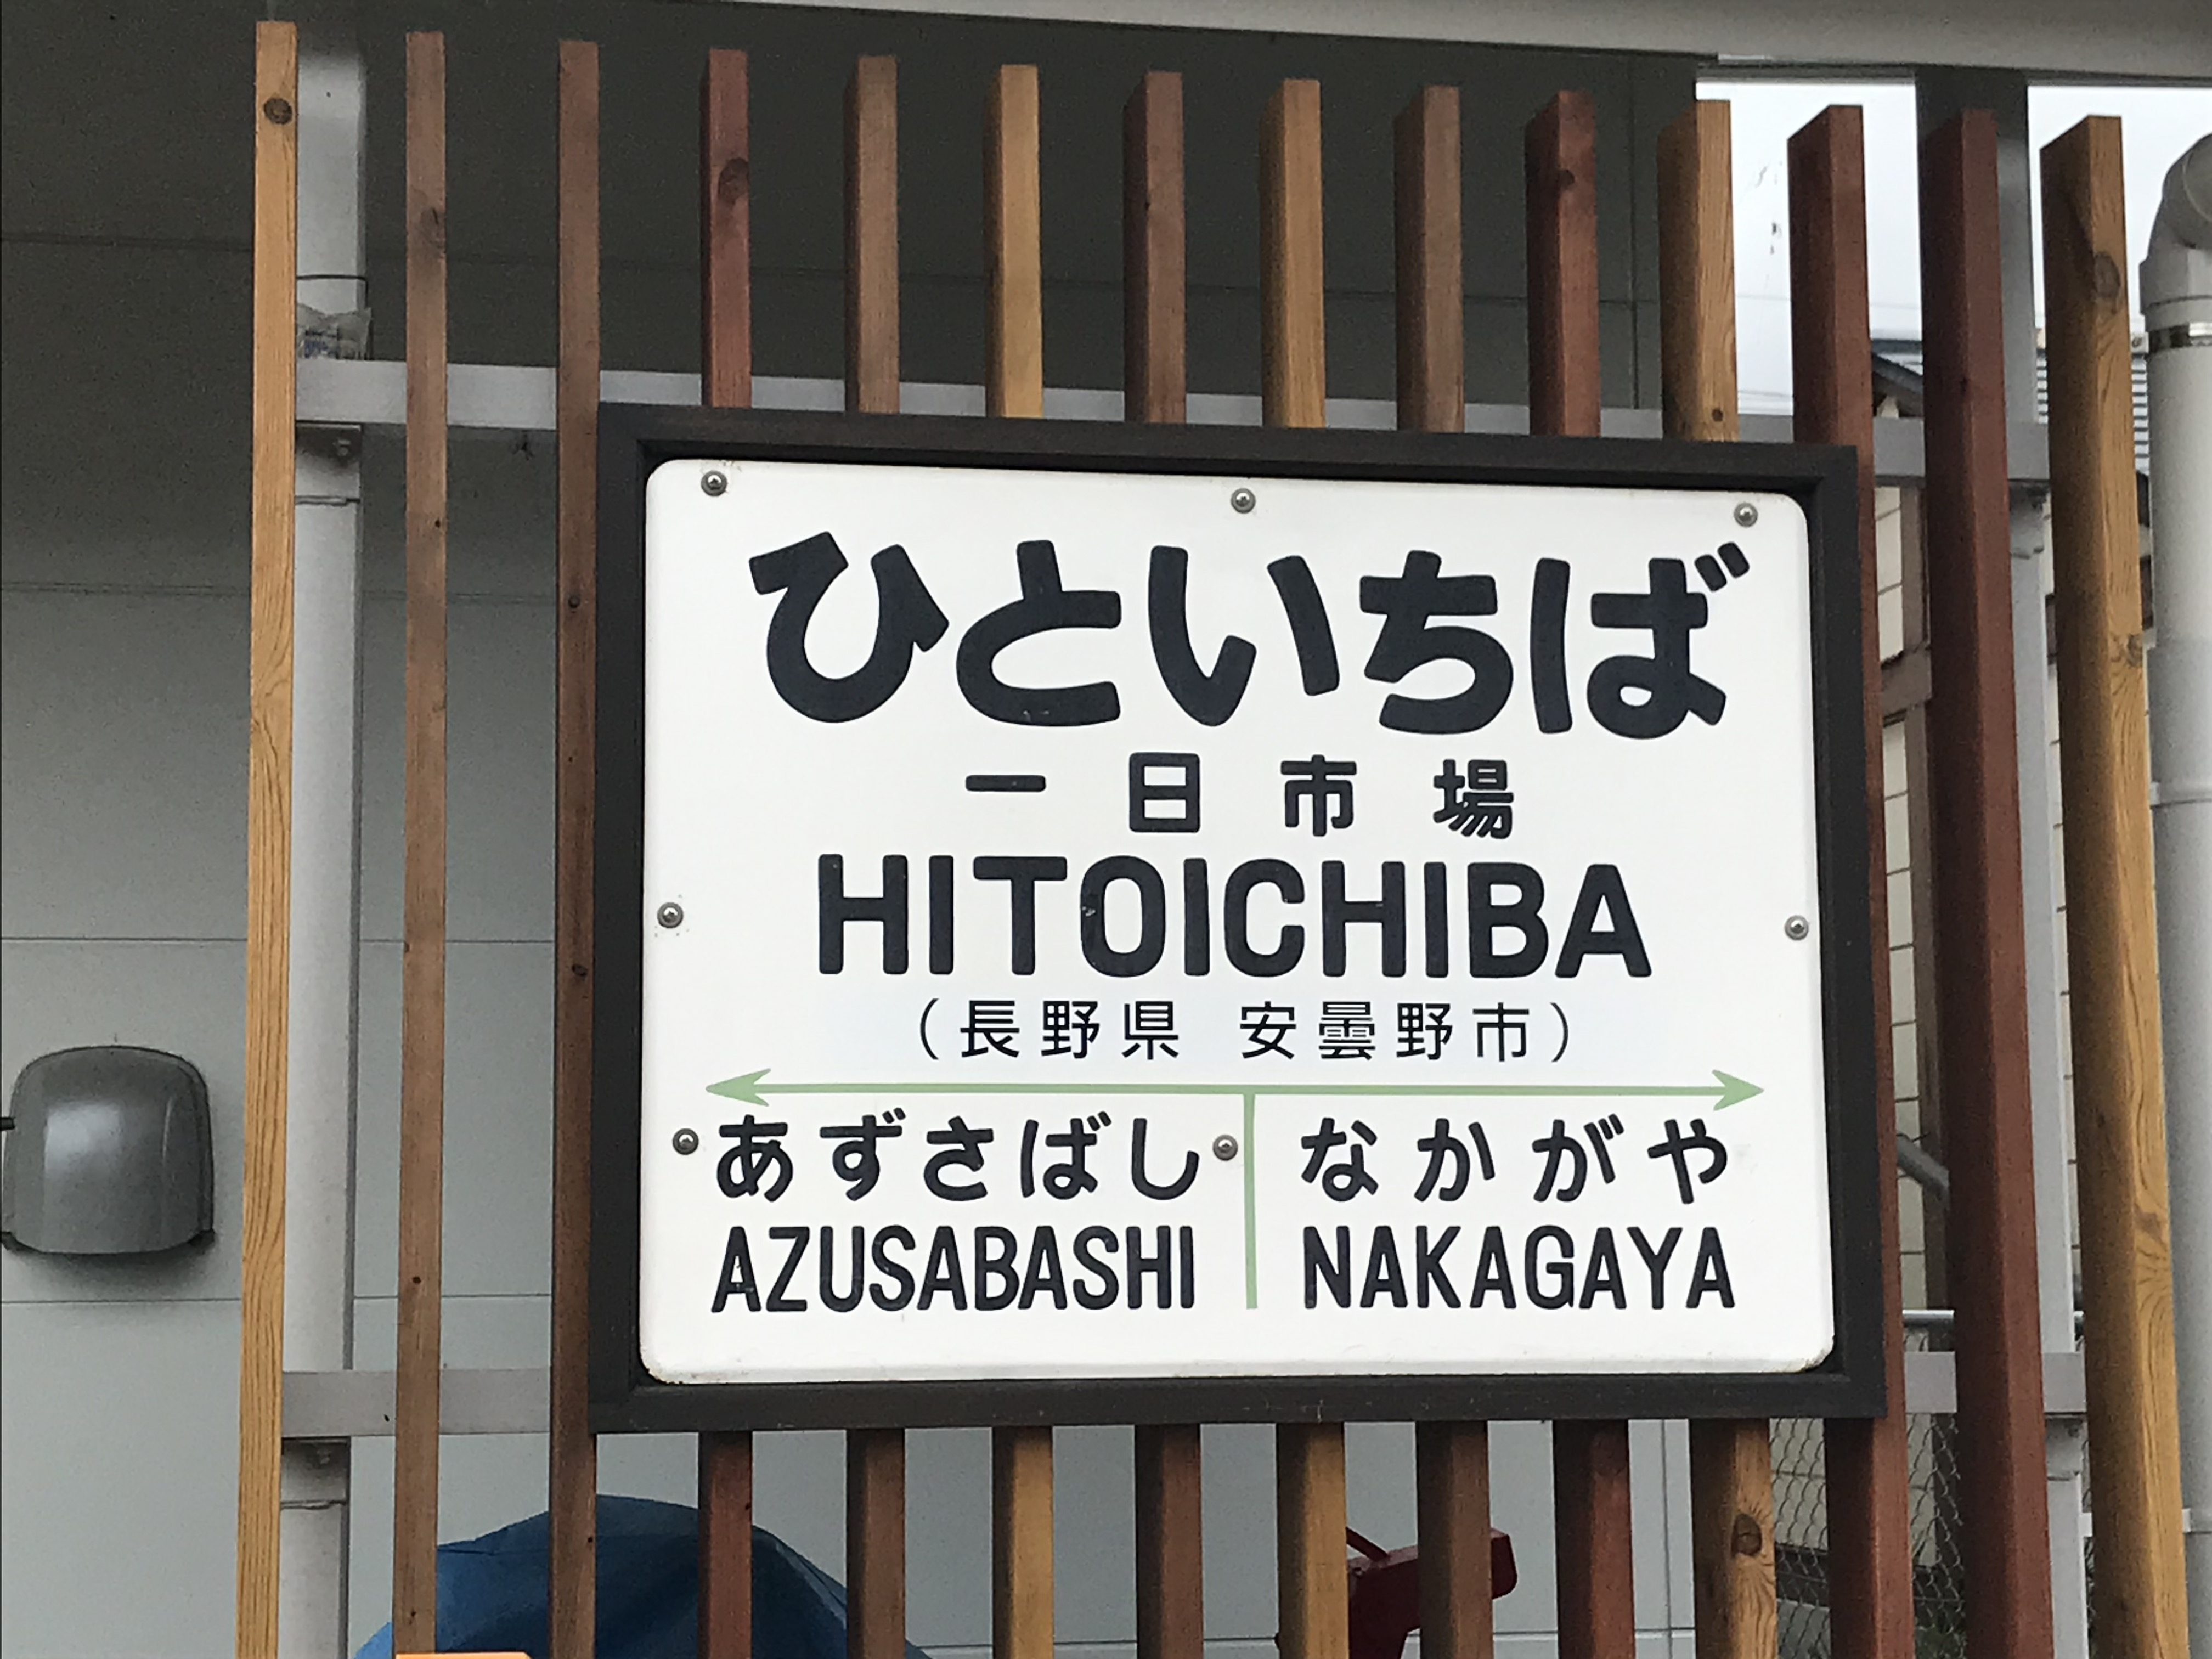 ひといちば
一日市場
HITOICHIBA
（長野県 安曇野市）
あずさばし なかがや
AZUSABASHI NAKAGAYA